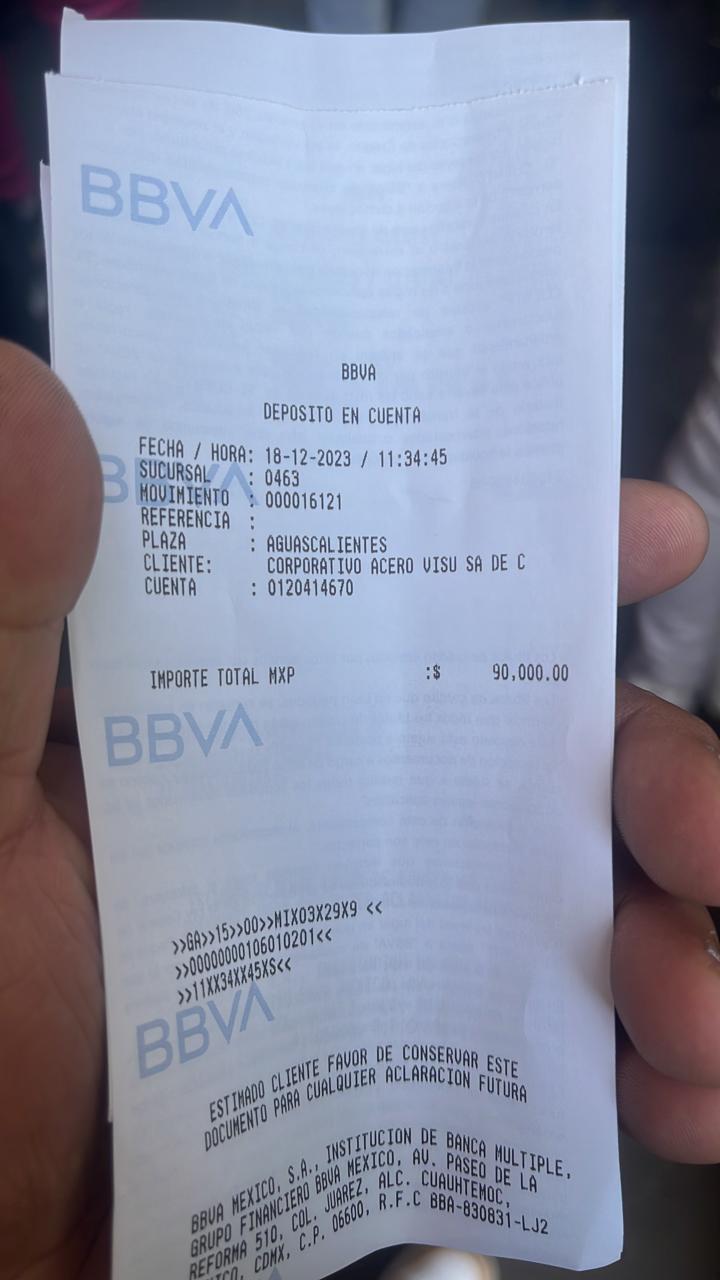 BBVA
BBVA
DEPOSITO EN CUENTA
FECHA / HORA: 18-12-2023 / 11:34:45
SUCURSAL : 0463
BBVA
MOVIMIENTO : 000016121
REFERENCIA :
PLAZA : AGUASCALIENTES
CLIENTE: CORPORATIVO ACERO VISU SA DE C
CUENTA : 0120414670
IMPORTE TOTAL MXP :$ 90,000.00
BBVA
>>GA>>15>>00>>MIX03X29X9 <<
>>00000000106010201<<
>>11XX34XX45XS<<
BBVA
ESTIMADO CLIENTE FAVOR DE CONSERVAR ESTE
DOCUMENTO PARA CUALQUIER ACLARACION FUTURA
BBVA MEXICO, S.A., INSTITUCION DE BANCA MULTIPLE,
GRUPO FINANCIERO BBVA MEXICO, AV. PASEO DE LA
REFORMA 510, COL. JUAREZ, ALC. CUAUHTEMOC,
CDMX, C.P. 06600, R.F.C BBA-830831-LJ2